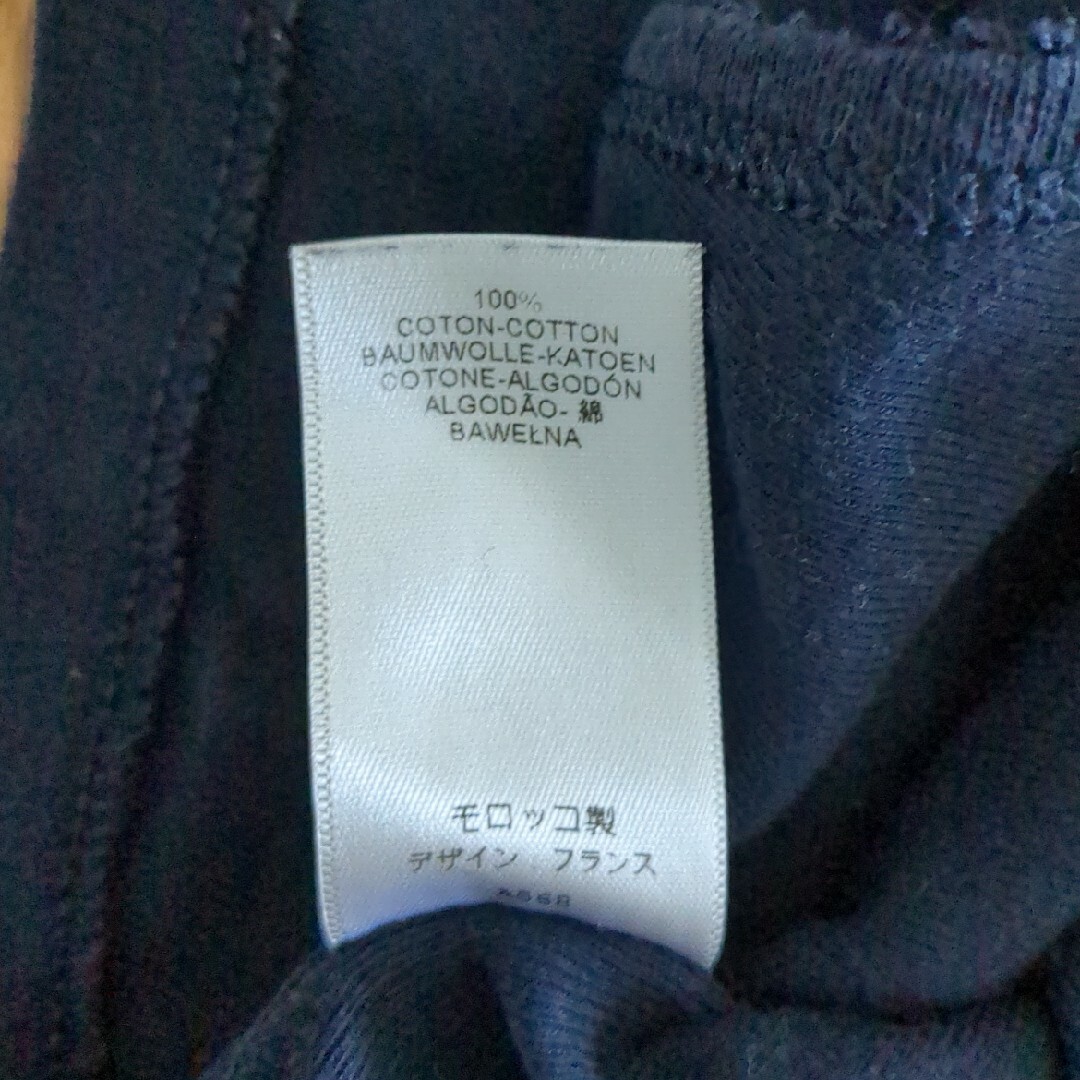 100%
COTON-COTTON
BAUMWOLLE-KATOEN
COTONE-ALGODÓN
ALGODÃO- 綿
BAWEŁNA
モロッコ製
デザイン　フランス